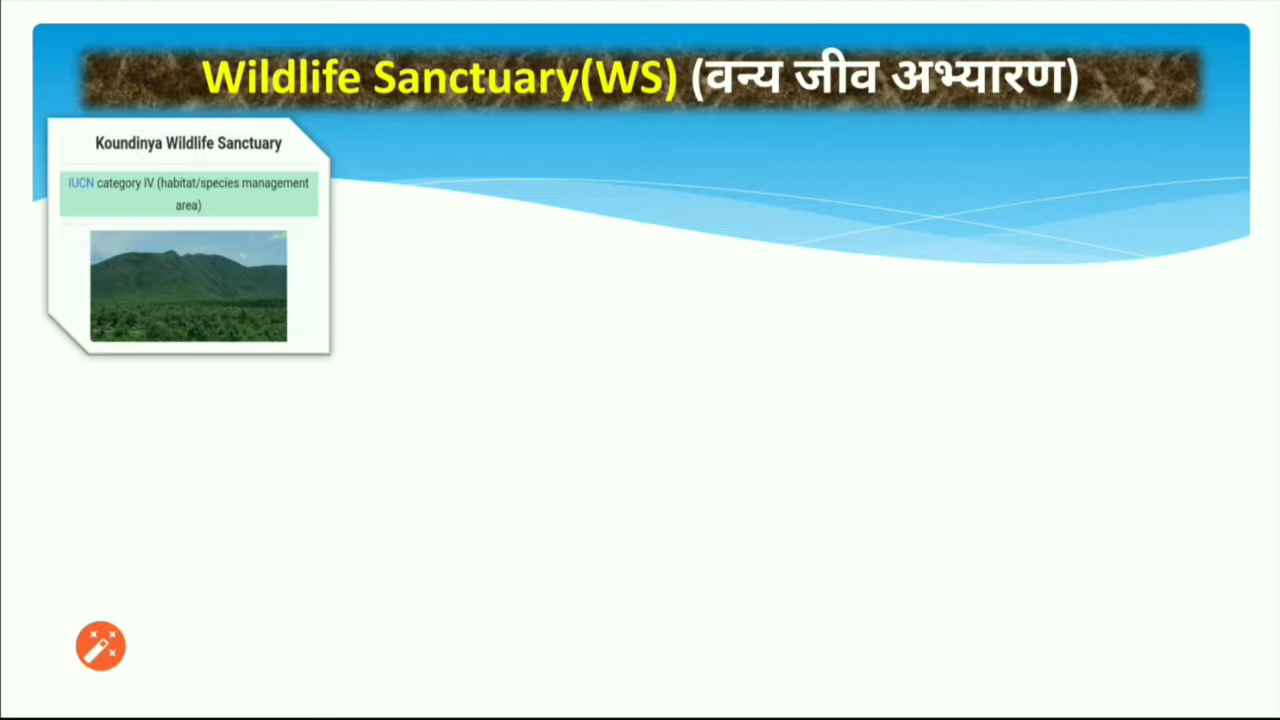 Wildlife Sanctuary(WS) (वन्य जीव अभ्यारण)
Koundinya Wildlife Sanctuary
IUCN category IV (habitat/species management
area)